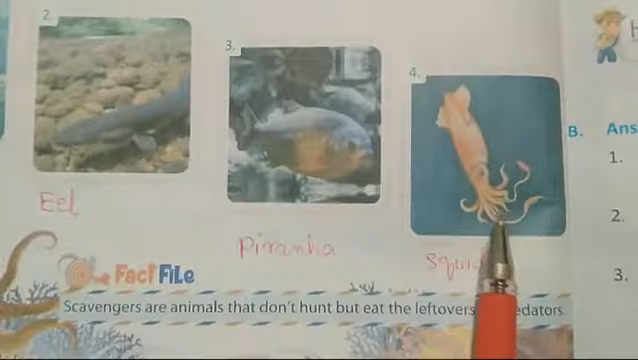 2.
3.
4.
Eel
Piranha
B. Ans
1.
2.
3.
Fact File
Scavengers are animals that don't hunt but eat the leftovers